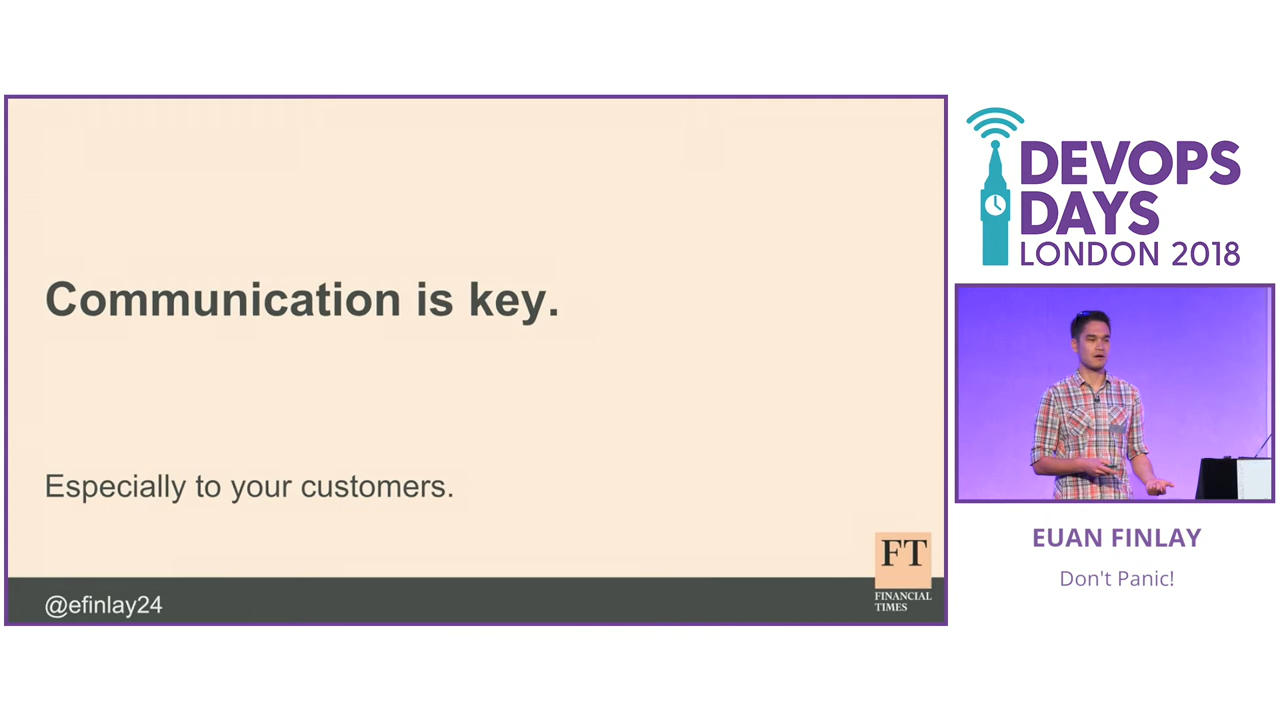 Communication is key.
Especially to your customers.
@efinlay24
FT
FINANCIAL
TIMES
DEVOPS
DAYS
LONDON 2018
EUAN FINLAY
Don't Panic!